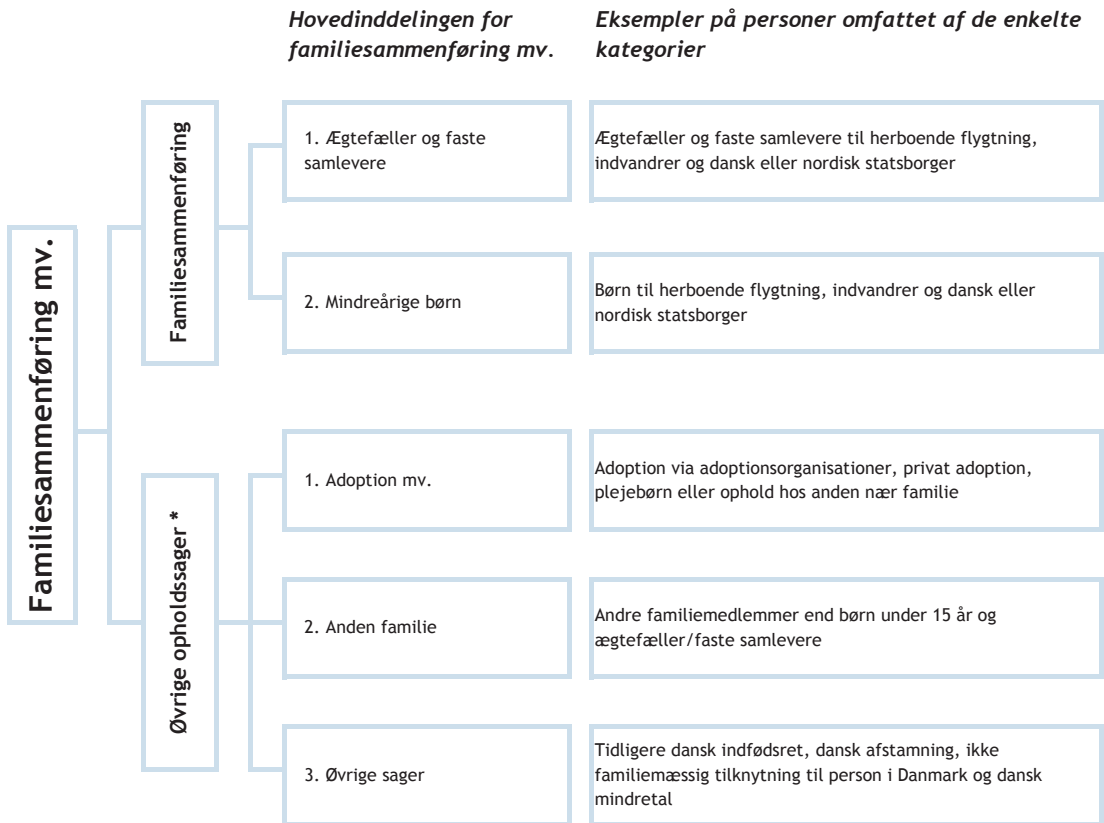 Hovedinddelingen for
familiesammenføring mv.
Eksempler på personer omfattet af de enkelte
kategorier
Familiesammenføring mv.
Familiesammenføring
1. Ægtefæller og faste
samlevere
Ægtefæller og faste samlevere til herboende flygtning,
indvandrer og dansk eller nordisk statsborger
2. Mindreårige børn
Børn til herboende flygtning, indvandrer og dansk eller
nordisk statsborger
Øvrige opholdssager *
1. Adoption mv.
Adoption via adoptionsorganisationer, privat adoption,
plejebørn eller ophold hos anden nær familie
2. Anden familie
Andre familiemedlemmer end børn under 15 år og
ægtefæller/faste samlevere
3. Øvrige sager
Tidligere dansk indfødsret, dansk afstamning, ikke
familiemæssig tilknytning til person i Danmark og dansk
mindretal